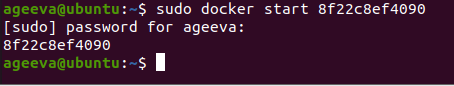 ageeva@ubuntu:~$ sudo docker start 8f22c8ef4090
[sudo] password for ageeva:
8f22c8ef4090
ageeva@ubuntu:~$